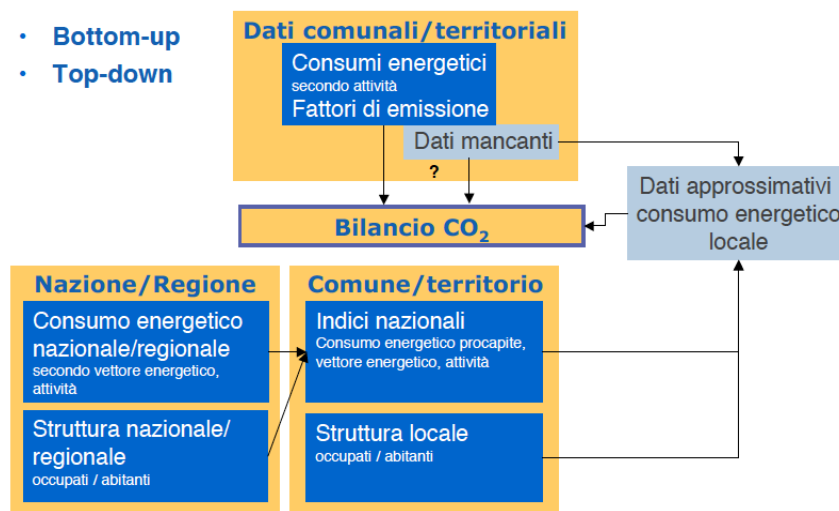 • Bottom-up
• Top-down
Dati comunali/territoriali
Consumi energetici
secondo attività
Fattori di emissione
Dati mancanti
?
Dati approssimativi
consumo energetico
locale
Bilancio CO₂
Nazione/Regione
Consumo energetico
nazionale/regionale
secondo vettore energetico,
attività
Struttura nazionale/
regionale
occupati / abitanti
Comune/territorio
Indici nazionali
Consumo energetico procapite,
vettore energetico, attività
Struttura locale
occupati / abitanti